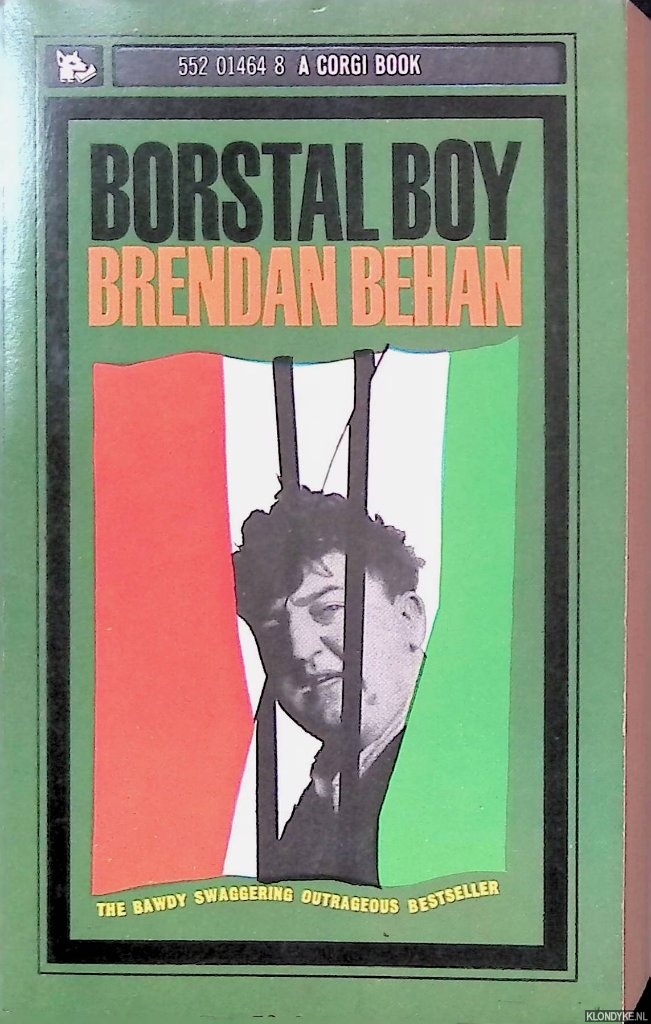 552 01464 8 A CORGI BOOK
BORSTAL BOY
BRENDAN BEHAN
THE BAWDY SWAGGERING OUTRAGEOUS BESTSELLER
KLONDYKE.NL